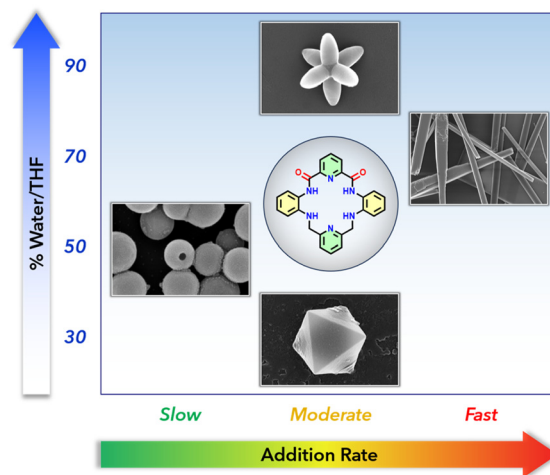 % Water/THF
90
70
50
30
O
N
O
NH
HN
NH
HN
N
Slow
Moderate
Fast
Addition Rate